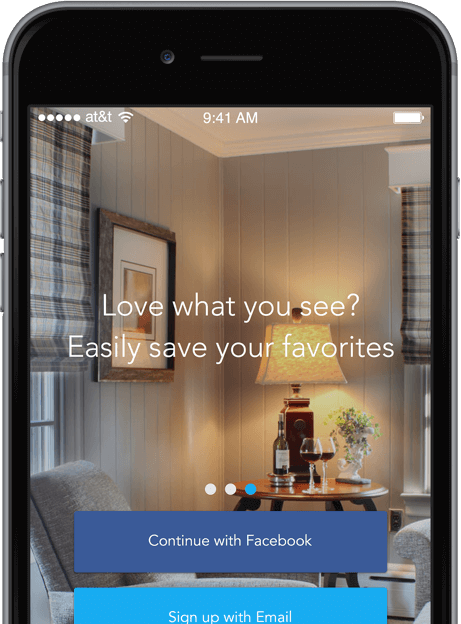 at&t 9:41 AM
Love what you see?
Easily save your favorites
Continue with Facebook
Sign up with Email